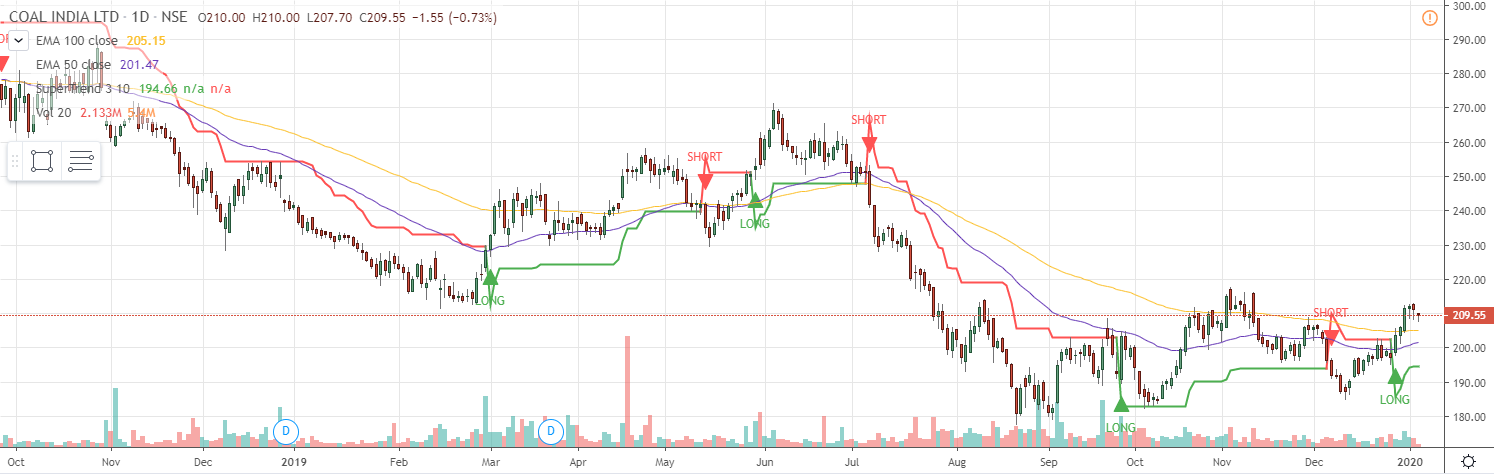 COAL INDIA LTD · 1D · NSE O210.00 H210.00 L207.70 C209.55 −1.55 (−0.73%)
EMA 100 close 205.15
EMA 50 close 201.47
Supertrend 3 10 194.66 n/a n/a
Vol 20 2.133M
SHORT
SHORT
LONG
LONG
SHORT
LONG
LONG
LONG
D
D
300.00
290.00
280.00
270.00
260.00
250.00
240.00
230.00
220.00
209.55
200.00
190.00
180.00
Oct Nov Dec 2019 Feb Mar Apr May Jun Jul Aug Sep Oct Nov Dec 2020